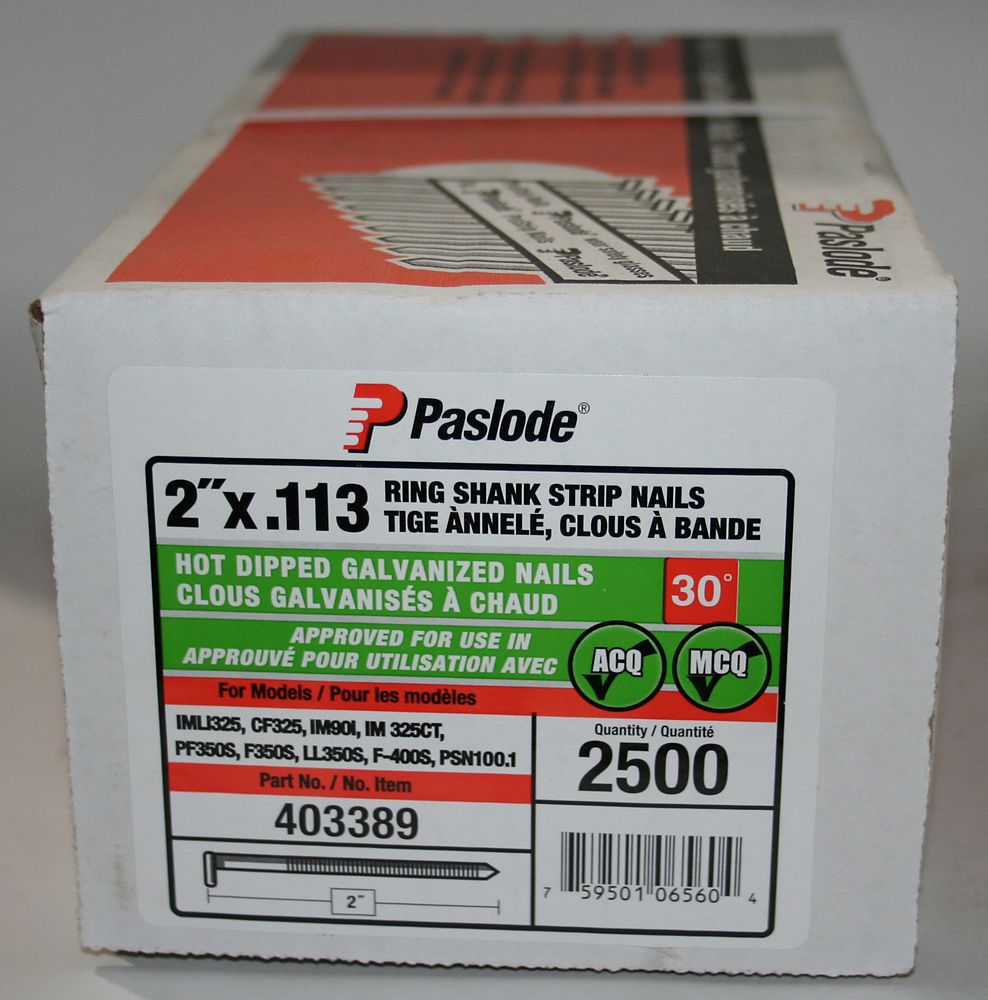 Paslode®
Paslode
Paslode®
2″x.113
RING SHANK STRIP NAILS
TIGE ÀNNELÉ, CLOUS À BANDE
HOT DIPPED GALVANIZED NAILS
CLOUS GALVANISÉS À CHAUD
30°
APPROVED FOR USE IN
APPROUVÉ POUR UTILISATION AVEC
ACQ
MCQ
For Models / Pour les modèles
IMLI325, CF325, IM90I, IM 325CT,
PF350S, F350S, LL350S, F-400S, PSN100.1
Quantity / Quantité
2500
Part No. / No. Item
403389
2″
7 59501 06560 4